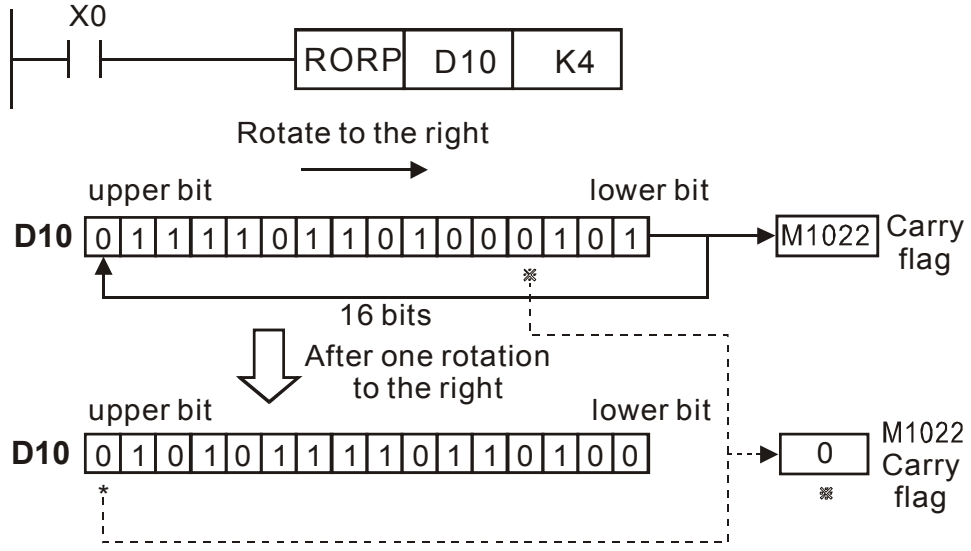 X0
RORP D10 K4
Rotate to the right
upper bit lower bit
D10 0 1 1 1 1 0 1 1 0 1 0 0 0 1 0 1 M1022 Carry
flag
※
16 bits
After one rotation
to the right
upper bit lower bit
D10 0 1 0 1 0 1 1 1 1 0 1 1 0 1 0 0 0 M1022
Carry
flag
* ※